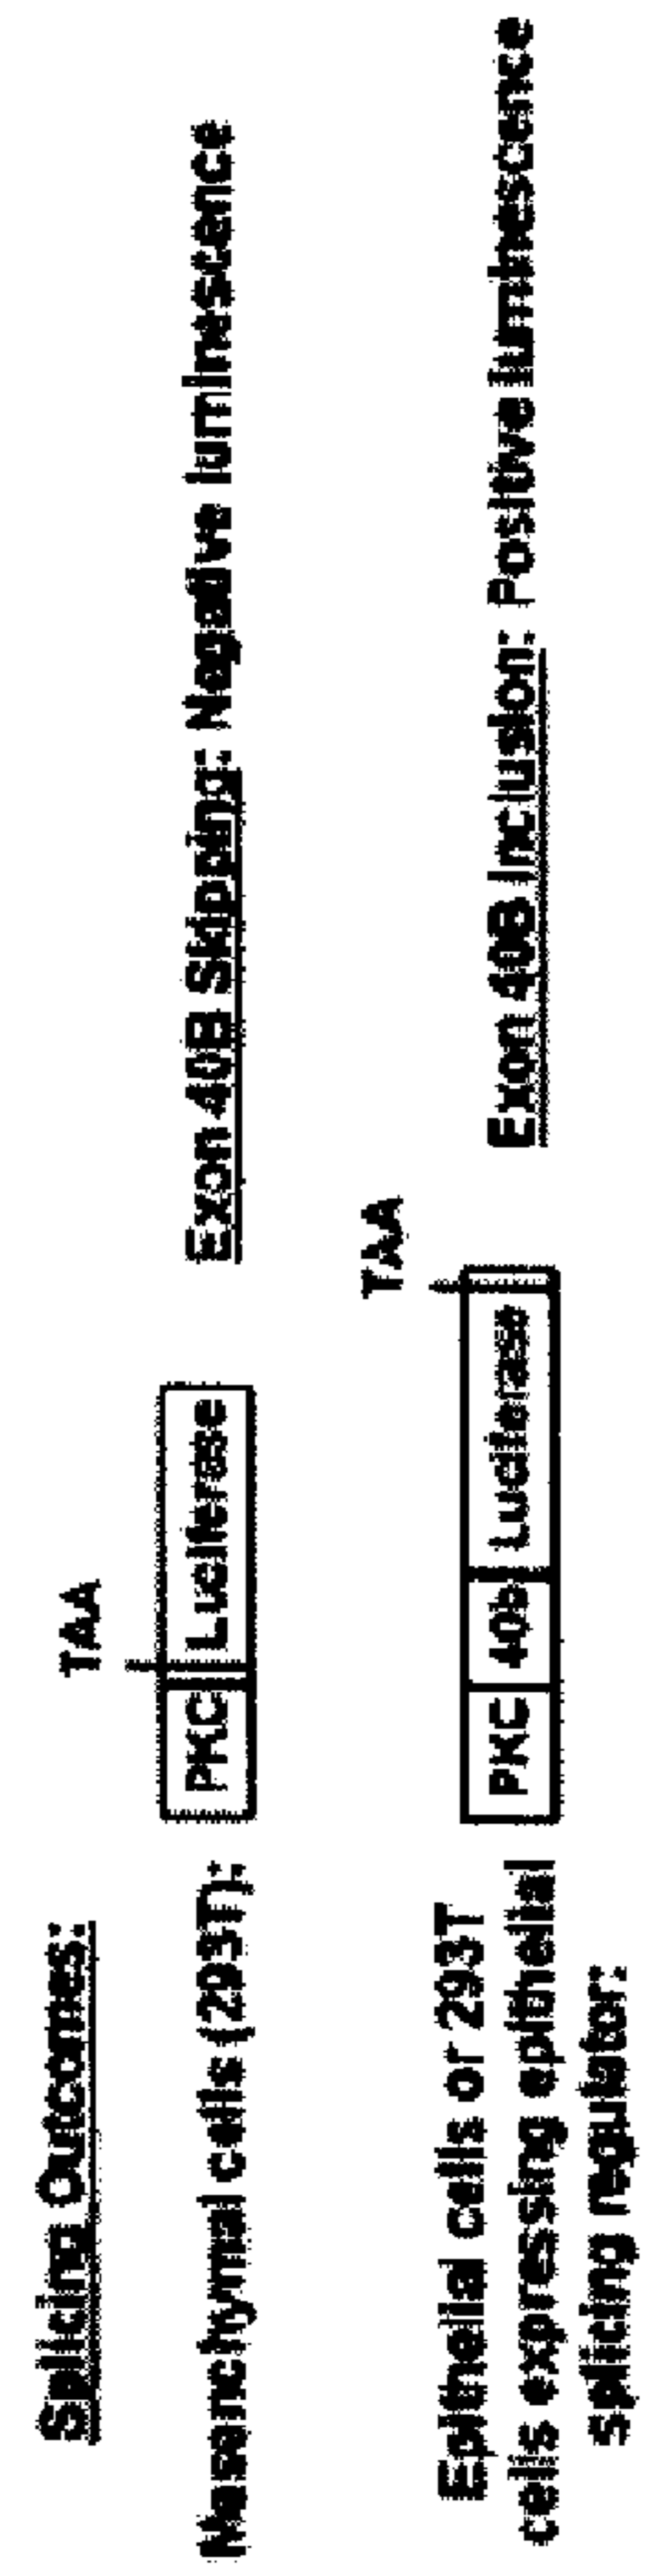 Splicing Outcomes:
TAA
Mesenchymal cells (293T):
PKC Luciferase
Exon 40B Skipping: Negative luminescence
TAA
Epithelial cells or 293T
cells expressing epithelial
splicing regulator:
PKC 40b Luciferase
Exon 40B Inclusion: Positive luminescence